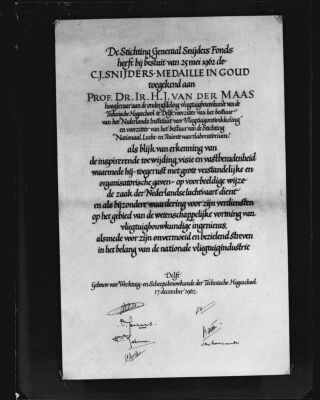 De Stichting Generaal Snijders Fonds
heeft bij besluit van 25 mei 1962 de
C.J. SNIJDERS-MEDAILLE IN GOUD
toegekend aan
PROF. DR. IR. H.J. VAN DER MAAS
hoogleraar aan de onderafdeling vliegtuigbouwkunde van de
Technische Hogeschool te Delft, voorzitter van het bestuur
van het Nederlands Instituut voor Vliegtuigontwikkeling
en voorzitter van het bestuur van de Stichting
"Nationaal Lucht- en Ruimtevaartlaboratorium"
als blijk van erkenning van
de inspirerende toewijding, visie en vastberadenheid
waarmede hij - toegerust met grote verstandelijke en
organisatorische gaven - op voorbeeldige wijze
de zaak der Nederlandse luchtvaart dient
en als bijzondere waardering voor zijn verdiensten
op het gebied van de wetenschappelijke vorming van
vliegtuigbouwkundige ingenieurs,
alsmede voor zijn onvermoeid en bezielend streven
in het belang van de nationale vliegtuigindustrie
Delft
Gebouw voor Werktuig- en Scheepsbouwkunde der Technische Hogeschool
17 december 1962